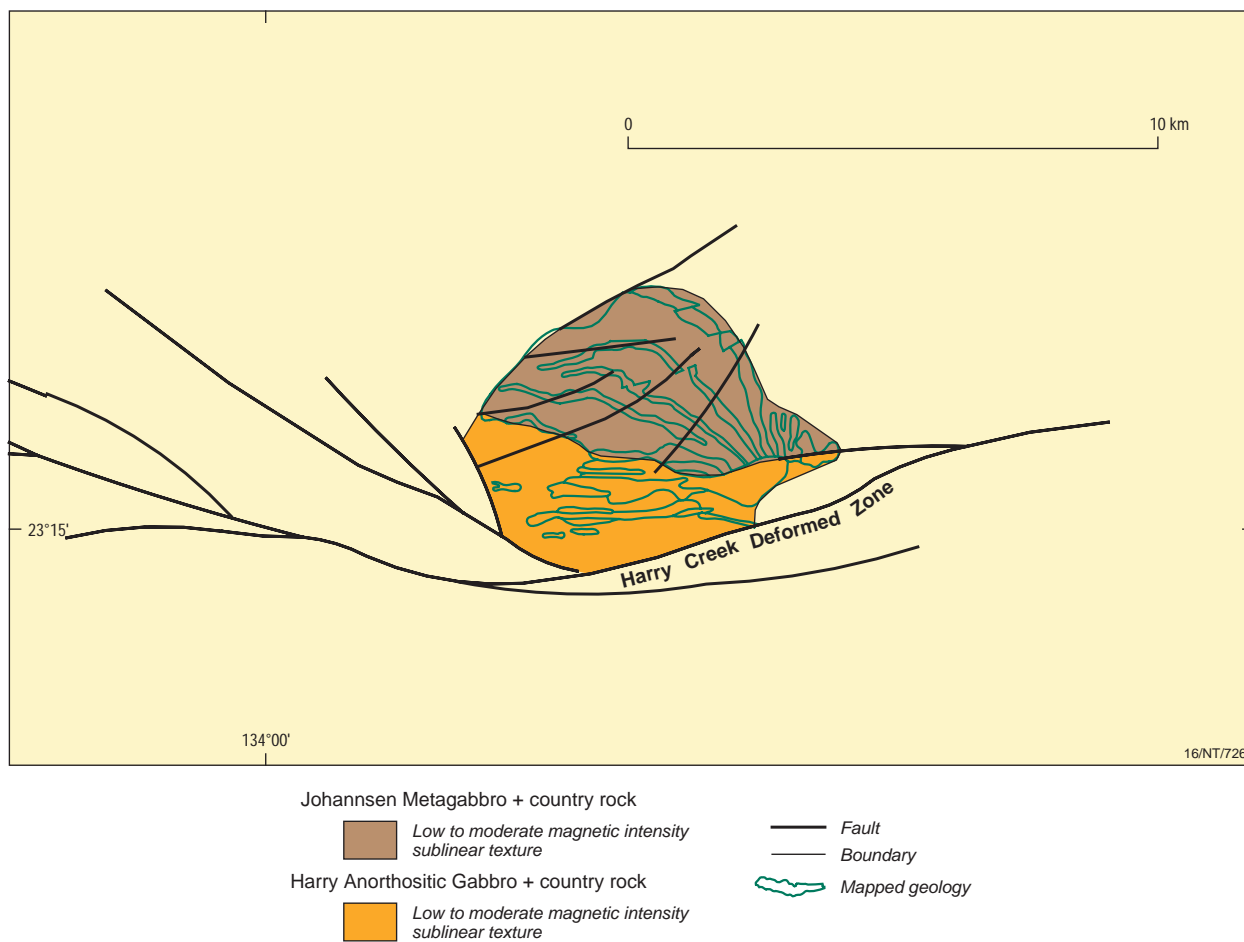 0
10 km
Harry Creek Deformed Zone
23°15'
134°00'
16/NT/726
Johannsen Metagabbro + country rock
Low to moderate magnetic intensity
sublinear texture
Harry Anorthositic Gabbro + country rock
Low to moderate magnetic intensity
sublinear texture
Fault
Boundary
Mapped geology